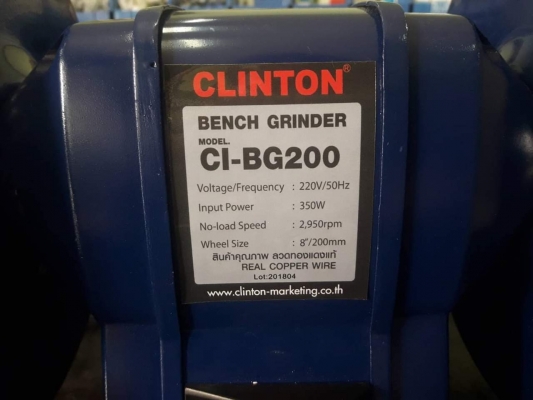 CLINTON®
BENCH GRINDER
MODEL.
CI-BG200
Voltage/Frequency : 220V/50Hz
Input Power : 350W
No-load Speed : 2,950rpm
Wheel Size : 8"/200mm
สินค้าคุณภาพ ลวดทองแดงแท้
REAL COPPER WIRE
Lot:201804
www.clinton-marketing.co.th